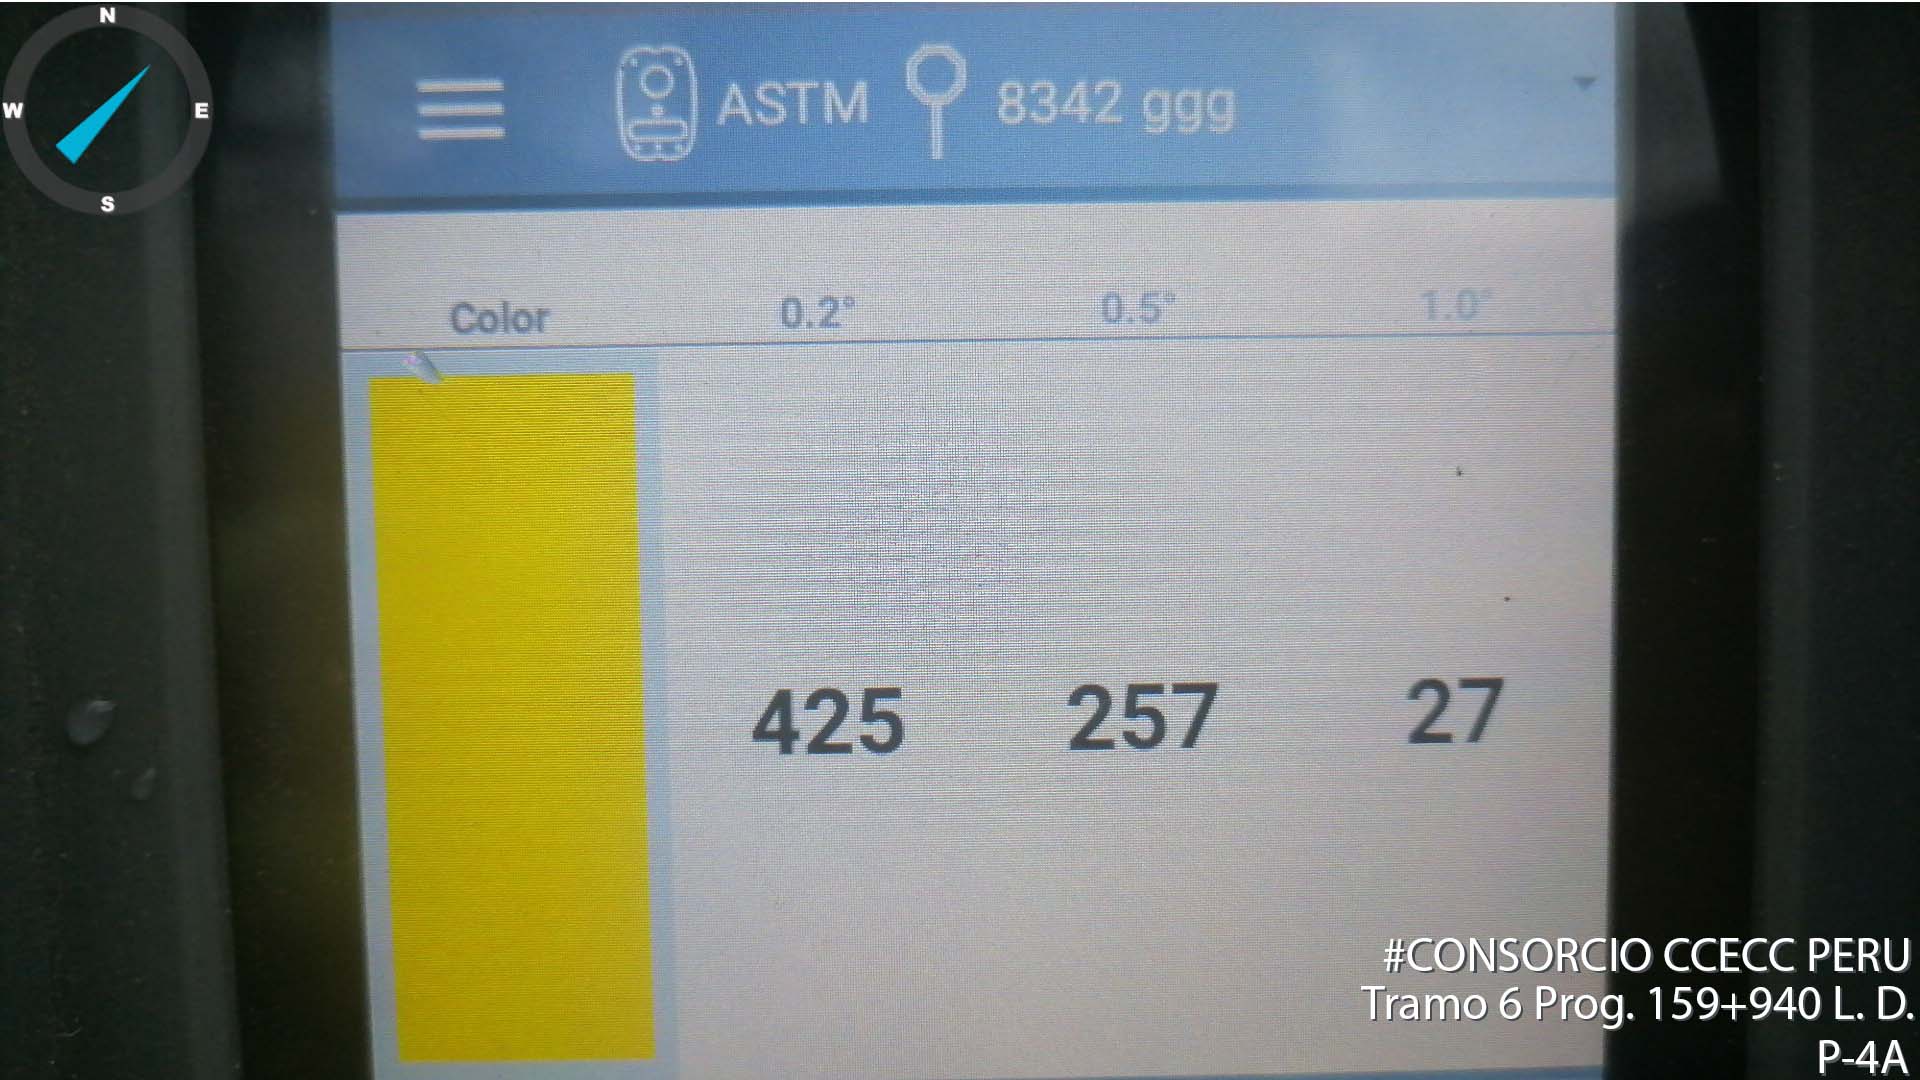 N
W
E
S
ASTM
8342 ggg
Color 0.2° 0.5° 1.0°
425 257 27
#CONSORCIO CCECC PERU
Tramo 6 Prog. 159+940 L. D.
P-4A